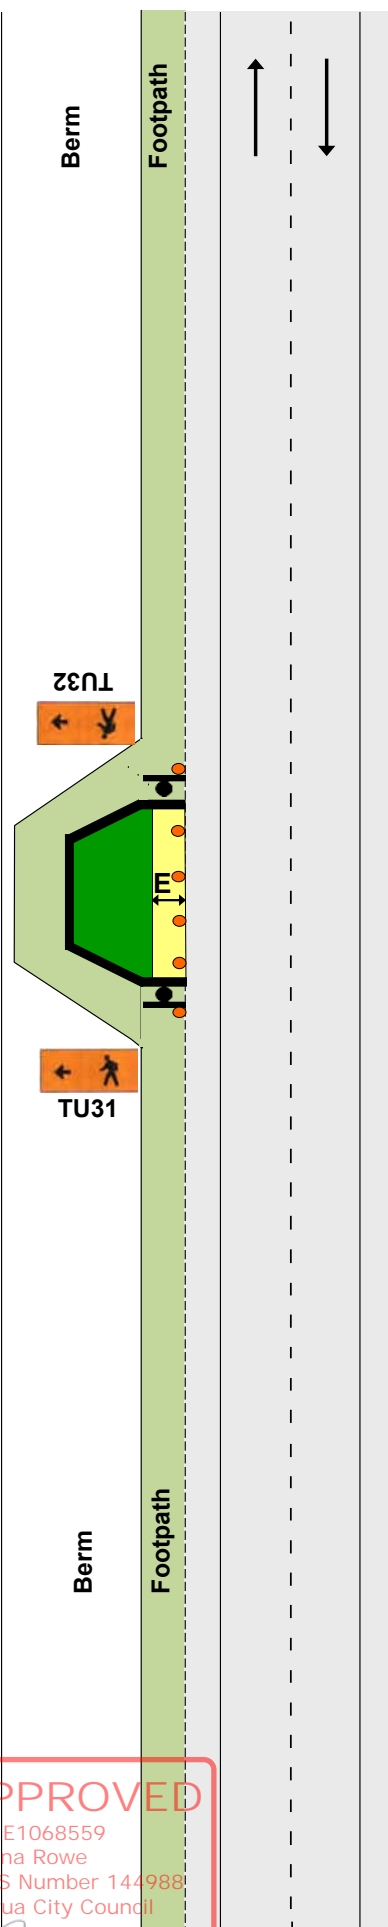 Berm
Footpath
TU32
E
TU31
Berm
Footpath
PPROVED
E1068559
na Rowe
S Number 144988
ua City Council